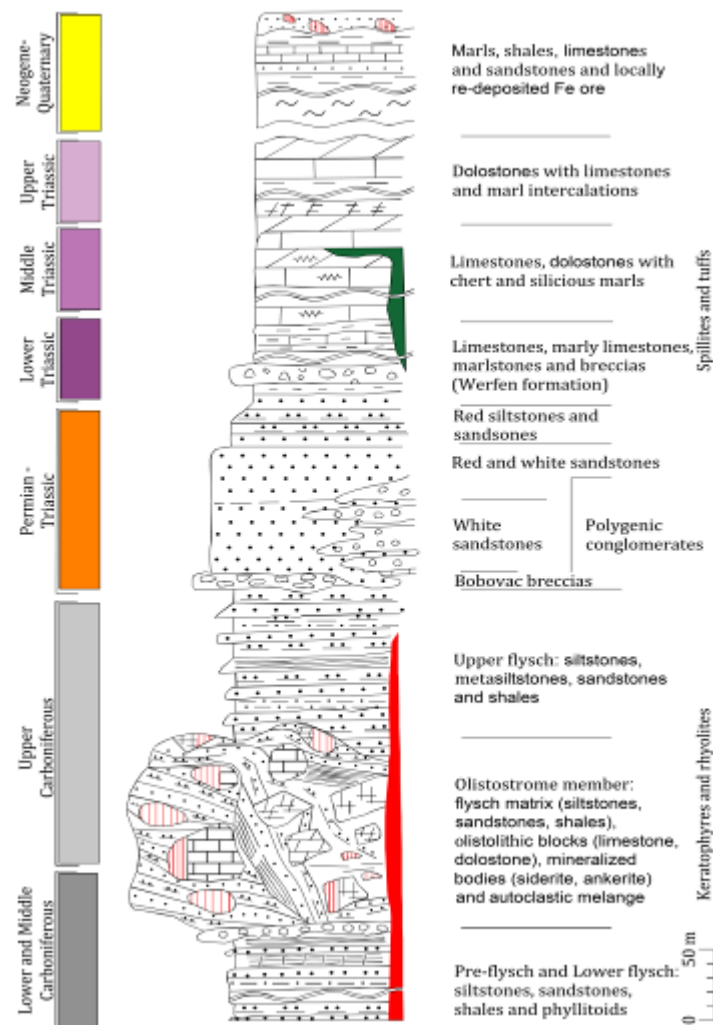 Neogene-
Quaternary
Marls, shales, limestones
and sandstones and locally
re-deposited Fe ore
Upper
Triassic
Dolostones with limestones
and marl intercalations
Middle
Triassic
Limestones, dolostones with
chert and silicious marls
Spillites and tuffs
Lower
Triassic
Limestones, marly limestones,
marlstones and breccias
(Werfen formation)
Permian -
Triassic
Red siltstones and
sandsones
Red and white sandstones
White
sandstones
Polygenic
conglomerates
Bobovac breccias
Upper
Carboniferous
Upper flysch: siltstones,
metasiltstones, sandstones
and shales
Keratophyres and rhyolites
Olistostrome member:
flysch matrix (siltstones,
sandstones, shales),
olistolithic blocks (limestone,
dolostone), mineralized
bodies (siderite, ankerite)
and autoclastic melange
Lower and Middle
Carboniferous
Pre-flysch and Lower flysch:
siltstones, sandstones,
shales and phyllitoids
50 m
0